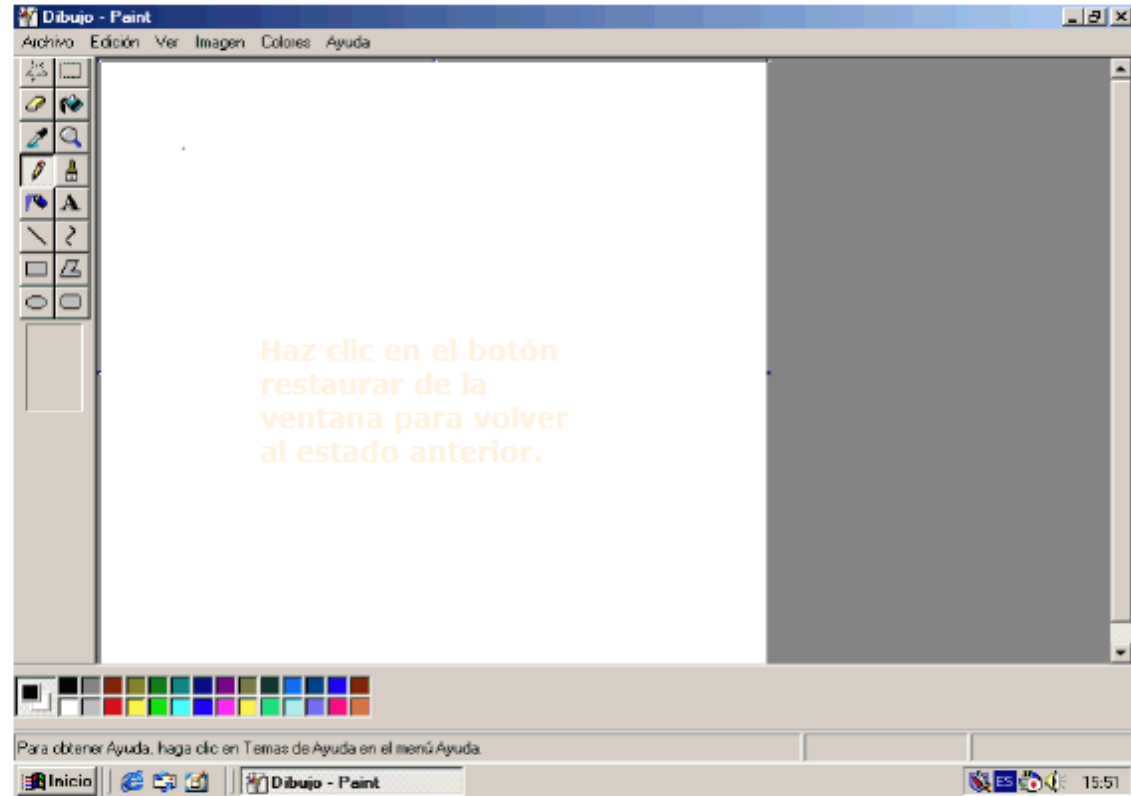 Dibujo - Paint
Archivo Edición Ver Imagen Colores Ayuda
A
Haz clic en el botón
restaurar de la
ventana para volver
al estado anterior.
Para obtener Ayuda, haga clic en Temas de Ayuda en el menú Ayuda.
Inicio Dibujo - Paint ES 15:51